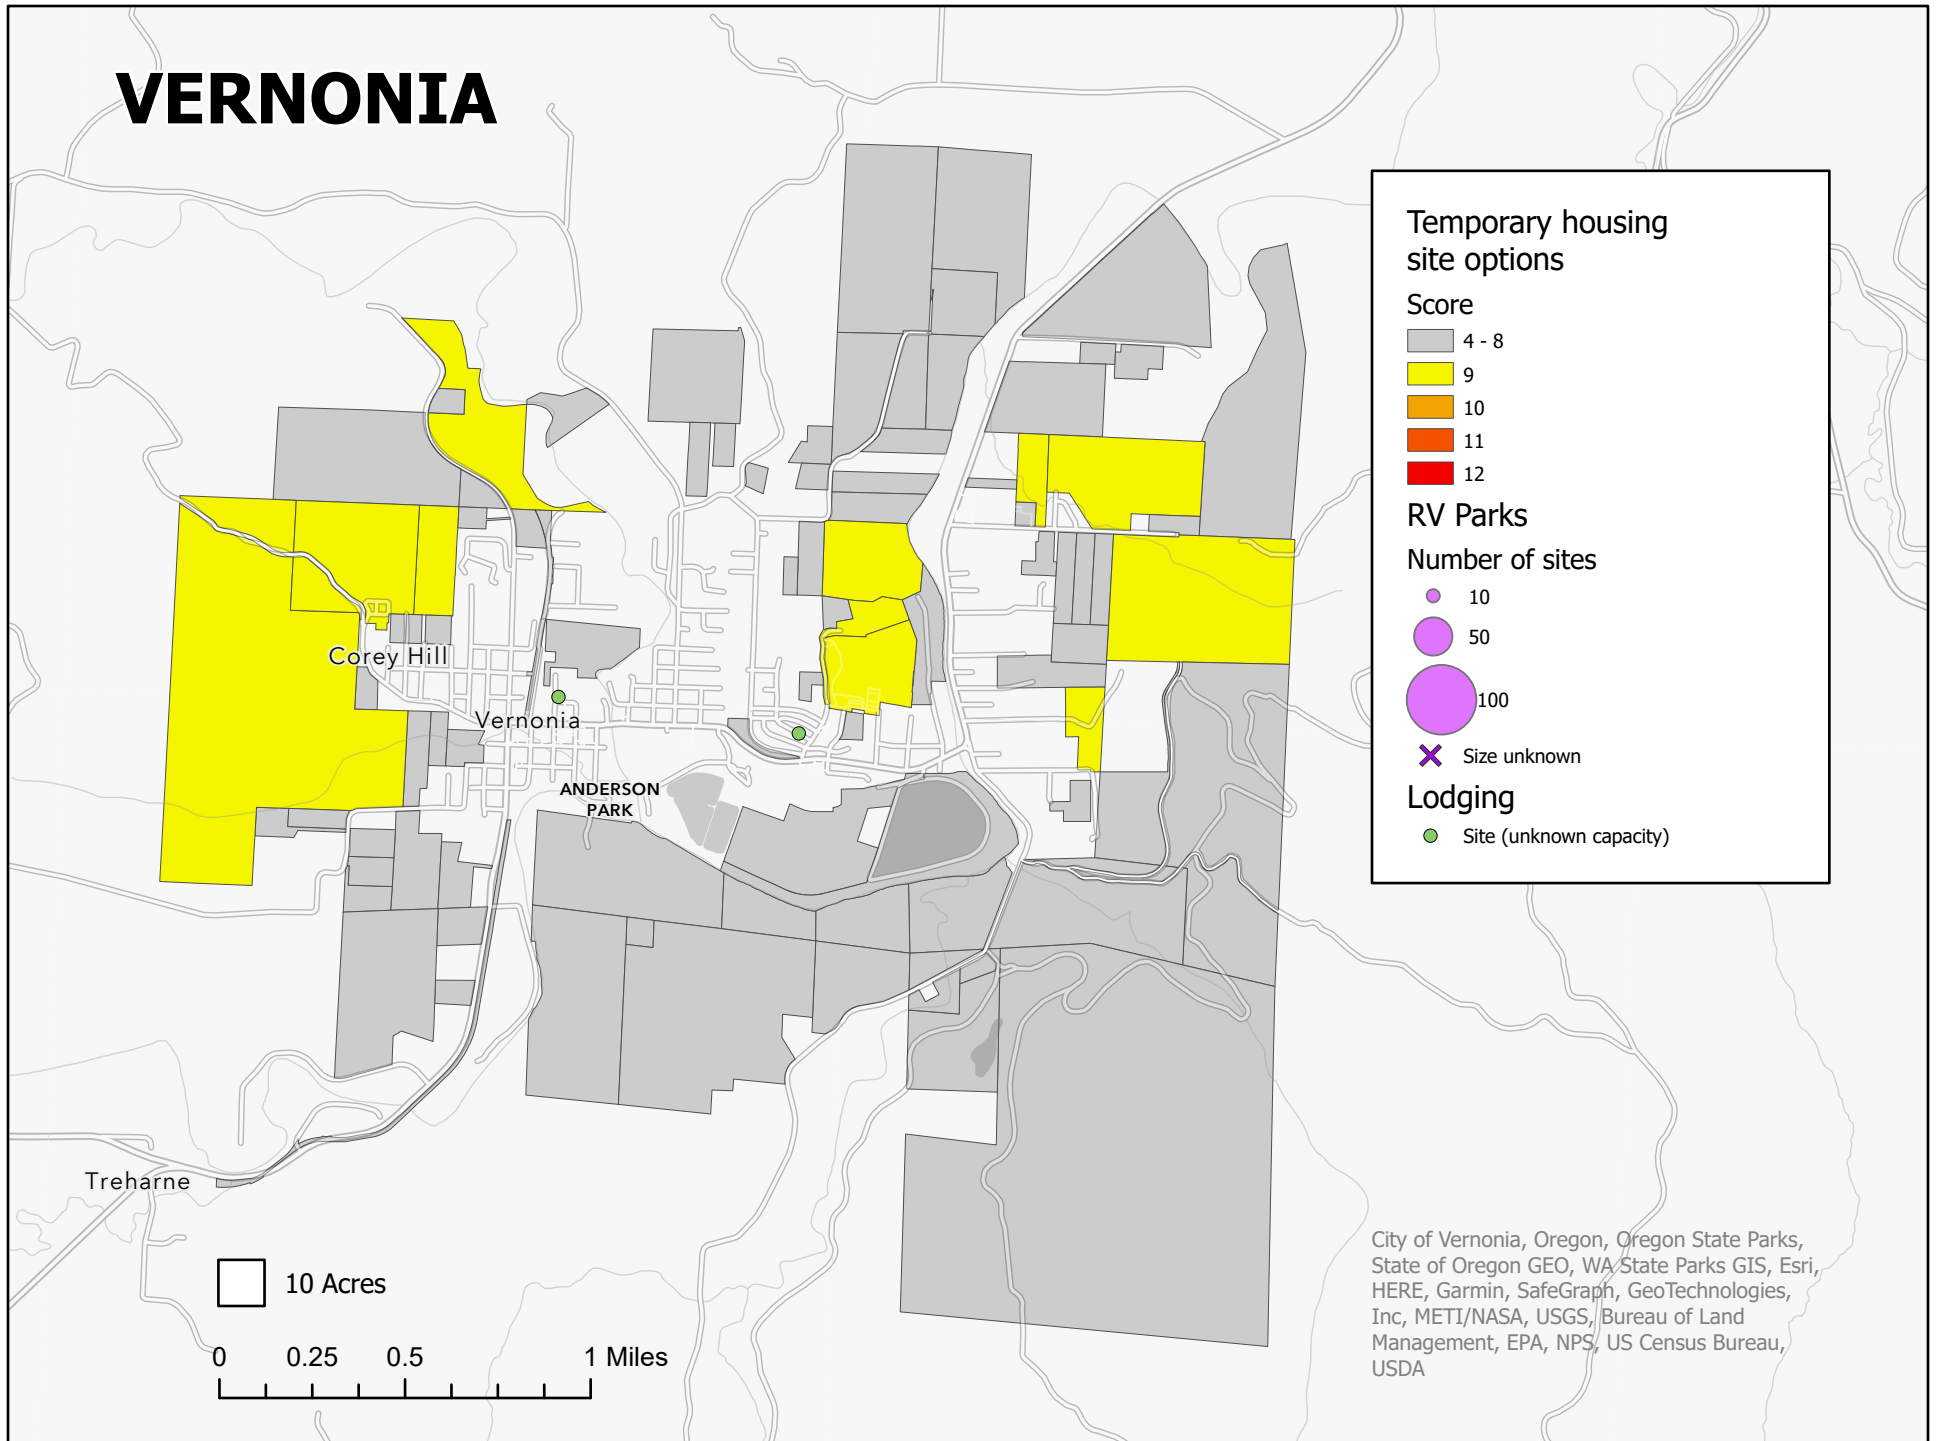 VERNONIA
Temporary housing
site options
Score
4 - 8
9
10
11
12
RV Parks
Number of sites
10
50
100
Size unknown
Lodging
Site (unknown capacity)
Corey Hill
Vernonia
ANDERSON
PARK
Treharne
10 Acres
0 0.25 0.5 1 Miles
City of Vernonia, Oregon, Oregon State Parks,
State of Oregon GEO, WA State Parks GIS, Esri,
HERE, Garmin, SafeGraph, GeoTechnologies,
Inc, METI/NASA, USGS, Bureau of Land
Management, EPA, NPS, US Census Bureau,
USDA